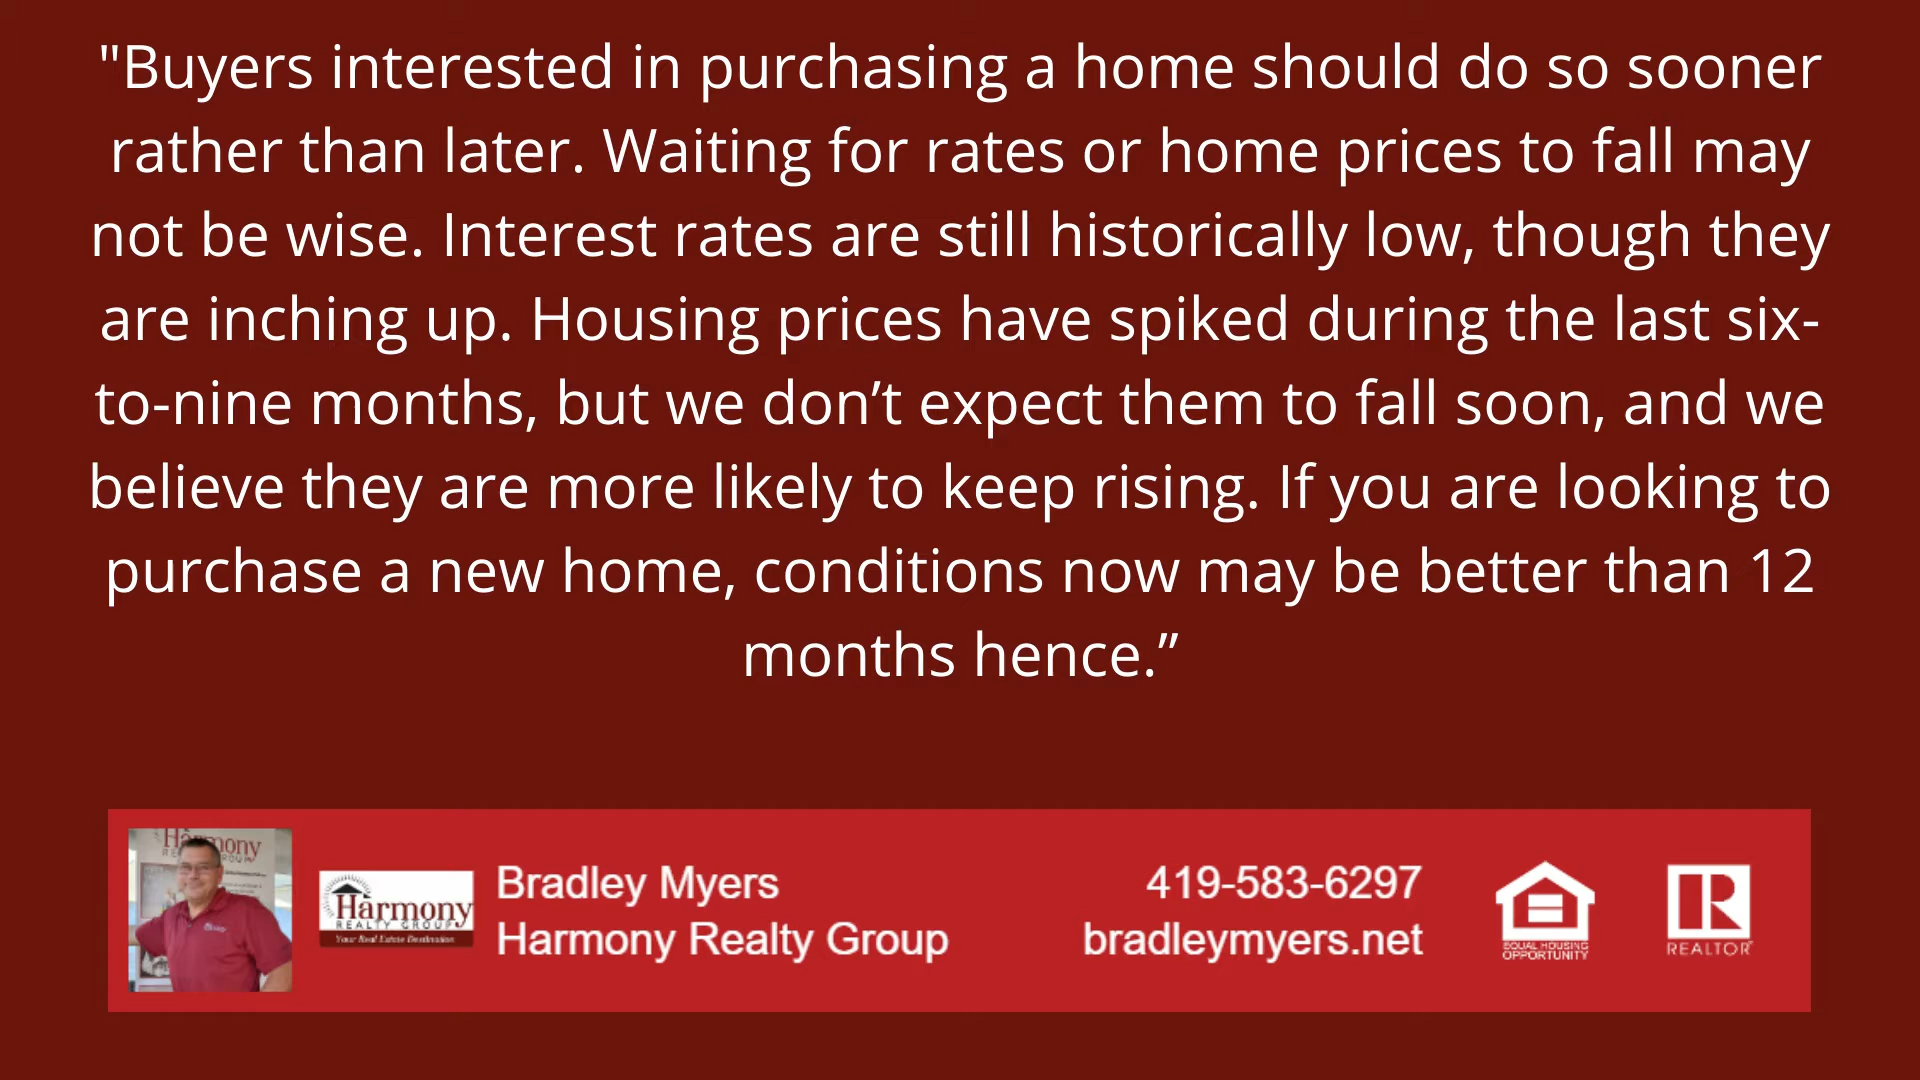 "Buyers interested in purchasing a home should do so sooner
rather than later. Waiting for rates or home prices to fall may
not be wise. Interest rates are still historically low, though they
are inching up. Housing prices have spiked during the last six-
to-nine months, but we don’t expect them to fall soon, and we
believe they are more likely to keep rising. If you are looking to
purchase a new home, conditions now may be better than 12
months hence.”
Harmony
Harmony
REALTY GROUP
Your Real Estate Destination
Bradley Myers
Harmony Realty Group
419-583-6297
bradleymyers.net
EQUAL HOUSING
OPPORTUNITY
REALTOR